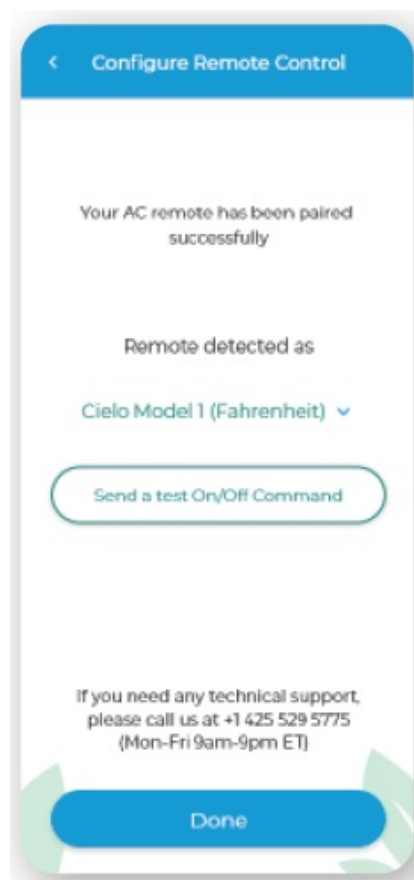 Configure Remote Control
Your AC remote has been paired
successfully
Remote detected as
Cielo Model 1 (Fahrenheit)
Send a test On/Off Command
If you need any technical support,
please call us at +1 425 529 5775
(Mon-Fri 9am-9pm ET)
Done